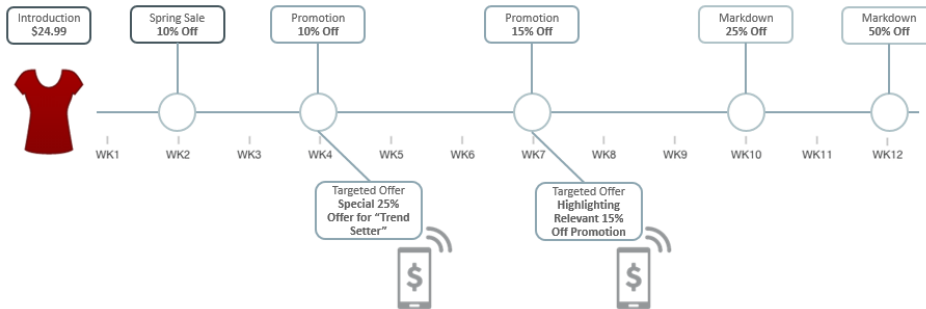 Introduction
$24.99
Spring Sale
10% Off
Promotion
10% Off
Promotion
15% Off
Markdown
25% Off
Markdown
50% Off
WK1
WK2
WK3
WK4
WK5
WK6
WK7
WK8
WK9
WK10
WK11
WK12
Targeted Offer
Special 25%
Offer for “Trend
Setter”
$
Targeted Offer
Highlighting
Relevant 15%
Off Promotion
$